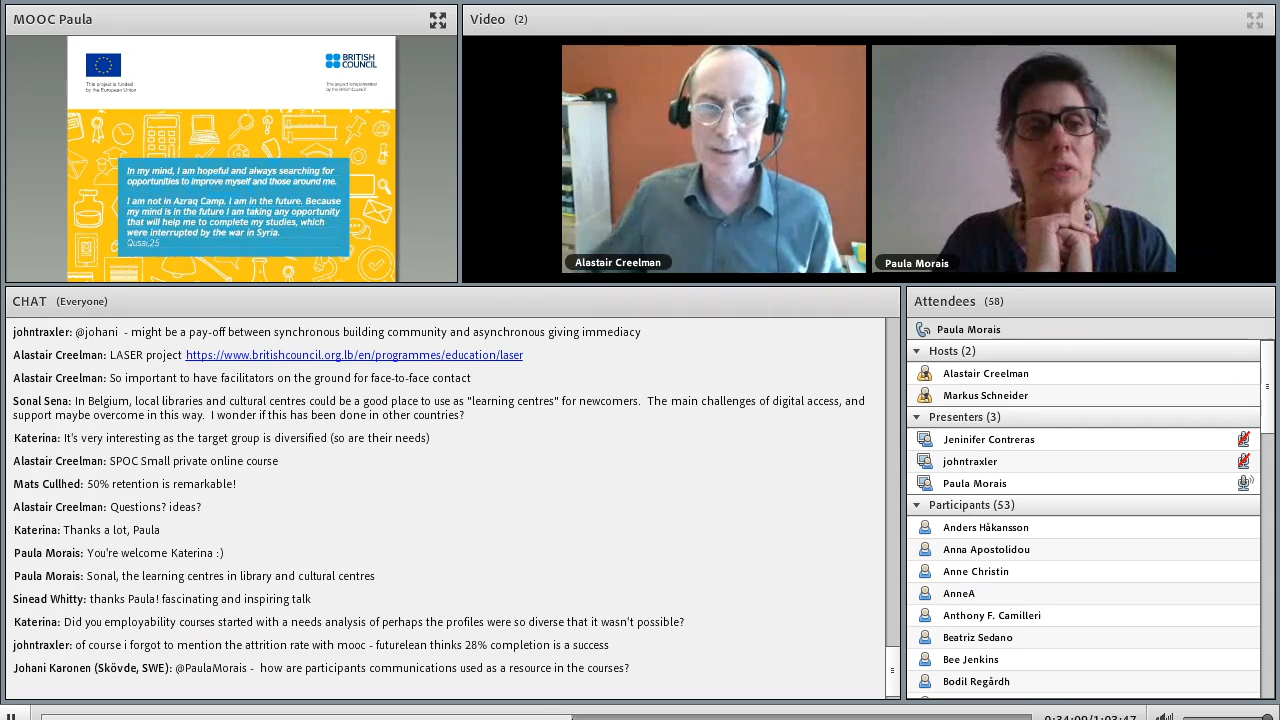 MOOC Paula
This project is funded
by the European Union
BRITISH
COUNCIL
In my mind, I am hopeful and always searching for
opportunities to improve myself and those around me.
I am not in Azraq Camp. I am in the future. Because
my mind is in the future I am taking any opportunity
that will help me to complete my studies, which
were interrupted by the war in Syria.
Qusai,25
Video (2)
Alastair Creelman
Paula Morais
CHAT (Everyone)
johntraxler: @johani - might be a pay-off between synchronous building community and asynchronous giving immediacy
Alastair Creelman: LASER project https://www.britishcouncil.org.lb/en/programmes/education/laser
Alastair Creelman: So important to have facilitators on the ground for face-to-face contact
Sonal Sena: In Belgium, local libraries and cultural centres could be a good place to use as "learning centres" for newcomers. The main challenges of digital access, and
support maybe overcome in this way. I wonder if this has been done in other countries?
Katerina: It's very interesting as the target group is diversified (so are their needs)
Alastair Creelman: SPOC Small private online course
Mats Cullhed: 50% retention is remarkable!
Alastair Creelman: Questions? ideas?
Katerina: Thanks a lot, Paula
Paula Morais: You're welcome Katerina :)
Paula Morais: Sonal, the learning centres in library and cultural centres
Sinead Whitty: thanks Paula! fascinating and inspiring talk
Katerina: Did you employability courses started with a needs analysis of perhaps the profiles were so diverse that it wasn't possible?
johntraxler: of course i forgot to mention the attrition rate with mooc - futurelean thinks 28% completion is a success
Johani Karonen (Skövde, SWE): @PaulaMorais - how are participants communications used as a resource in the courses?
Attendees (58)
Paula Morais
Hosts (2)
Alastair Creelman
Markus Schneider
Presenters (3)
Jeninifer Contreras
johntraxler
Paula Morais
Participants (53)
Anders Håkansson
Anna Apostolidou
Anne Christin
AnneA
Anthony F. Camilleri
Beatriz Sedano
Bee Jenkins
Bodil Regårdh
0:34:09/1:03:47